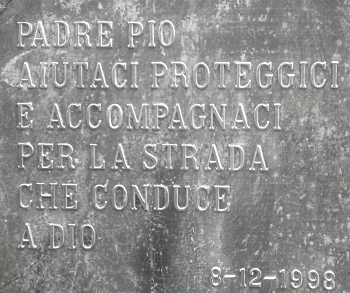 PADRE PIO
AIUTACI PROTEGGICI
E ACCOMPAGNACI
PER LA STRADA
CHE CONDUCE
A DIO
8-12-1998